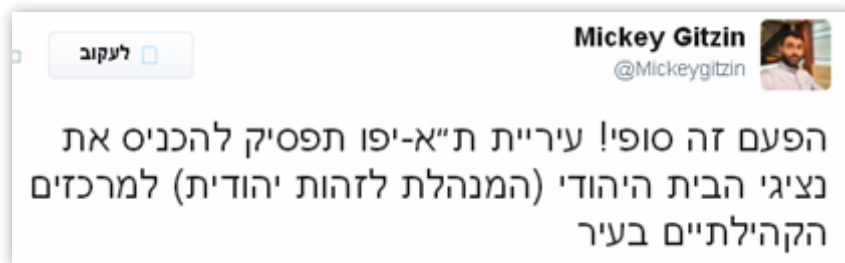 Mickey Gitzin
@Mickeygitzin
לעקוב
הפעם זה סופי! עיריית ת״א-יפו תפסיק להכניס את
נציגי הבית היהודי (המנהלת לזהות יהודית) למרכזים
הקהילתיים בעיר